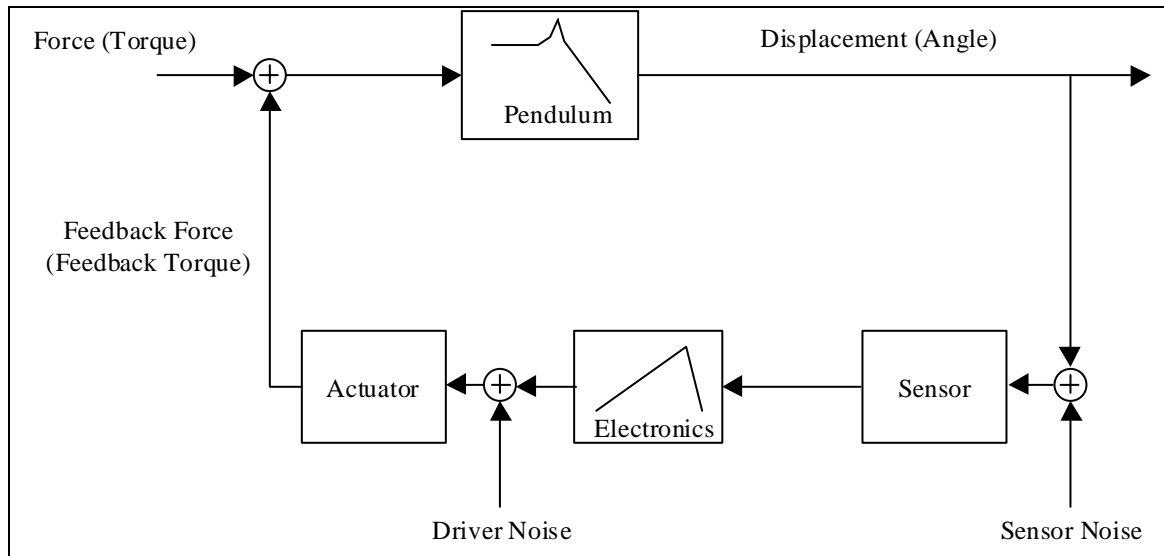 Force (Torque)
Displacement (Angle)
Pendulum
Feedback Force
(Feedback Torque)
Actuator
Electronics
Sensor
Driver Noise
Sensor Noise